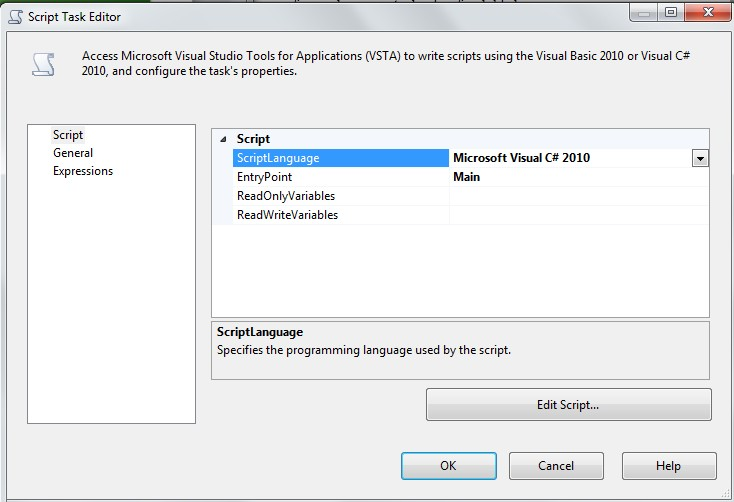 Script Task Editor
Access Microsoft Visual Studio Tools for Applications (VSTA) to write scripts using the Visual Basic 2010 or Visual C#
2010, and configure the task's properties.
Script
General
Expressions
Script
ScriptLanguage Microsoft Visual C# 2010
EntryPoint Main
ReadOnlyVariables
ReadWriteVariables
ScriptLanguage
Specifies the programming language used by the script.
Edit Script...
OK Cancel Help